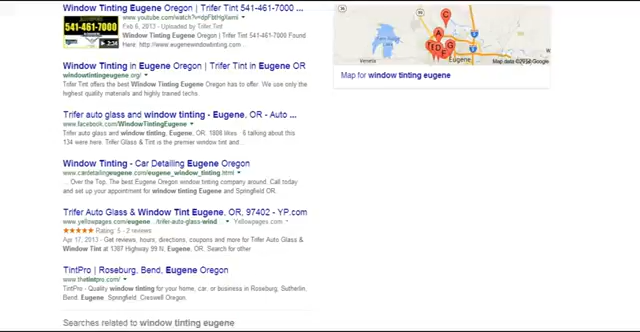 Window Tinting Eugene Oregon | Trifer Tint 541-461-7000 ...
www.youtube.com/watch?v=dpFbtHgXwmI
541-461-7000
Feb 6, 2013 - Uploaded by Trifer Tint
Window Tinting Eugene Oregon | Trifer Tint 541-461-7000 Found
Here: http://www.eugenewindowtinting.com ...
2:34
Window Tinting in Eugene Oregon | Trifer Tint in Eugene OR
windowtintingeugene.org/
Trifer Tint offers the best Window Tinting Eugene Oregon has to offer. We use only the
highest quality materials and highly trained techs.
Trifer auto glass and window tinting - Eugene, OR - Auto ...
www.facebook.com/WindowTintingEugene
Trifer auto glass and window tinting, Eugene, OR. 1808 likes · 6 talking about this ·
134 were here. Trifer Glass & Tint is the premier window tint and ...
Window Tinting - Car Detailing Eugene Oregon
www.cardetailingeugene.com/eugene_window_tinting.html
... Over the Top. The best Eugene Oregon window tinting company around. Call today
and set up your appointment for window tinting Eugene and Springfield OR.
Trifer Auto Glass & Window Tint Eugene, OR, 97402 - YP.com
www.yellowpages.com/eugene.../trifer-auto-glass-wind... Yellowpages.com
Rating: 5 - 2 reviews
Apr 17, 2013 - Get reviews, hours, directions, coupons and more for Trifer Auto Glass &
Window Tint at 1387 Highway 99 N, Eugene, OR. Search for other
TintPro | Roseburg, Bend, Eugene Oregon
www.thetintpro.com/
TintPro - Quality window tinting for your home, car, or business in Roseburg, Sutherlin,
Bend, Eugene, Springfield, Creswell Oregon.
Searches related to window tinting eugene
C
A
D
F
G
Veneta
Eugene
Map data ©2014 Google
Map for window tinting eugene